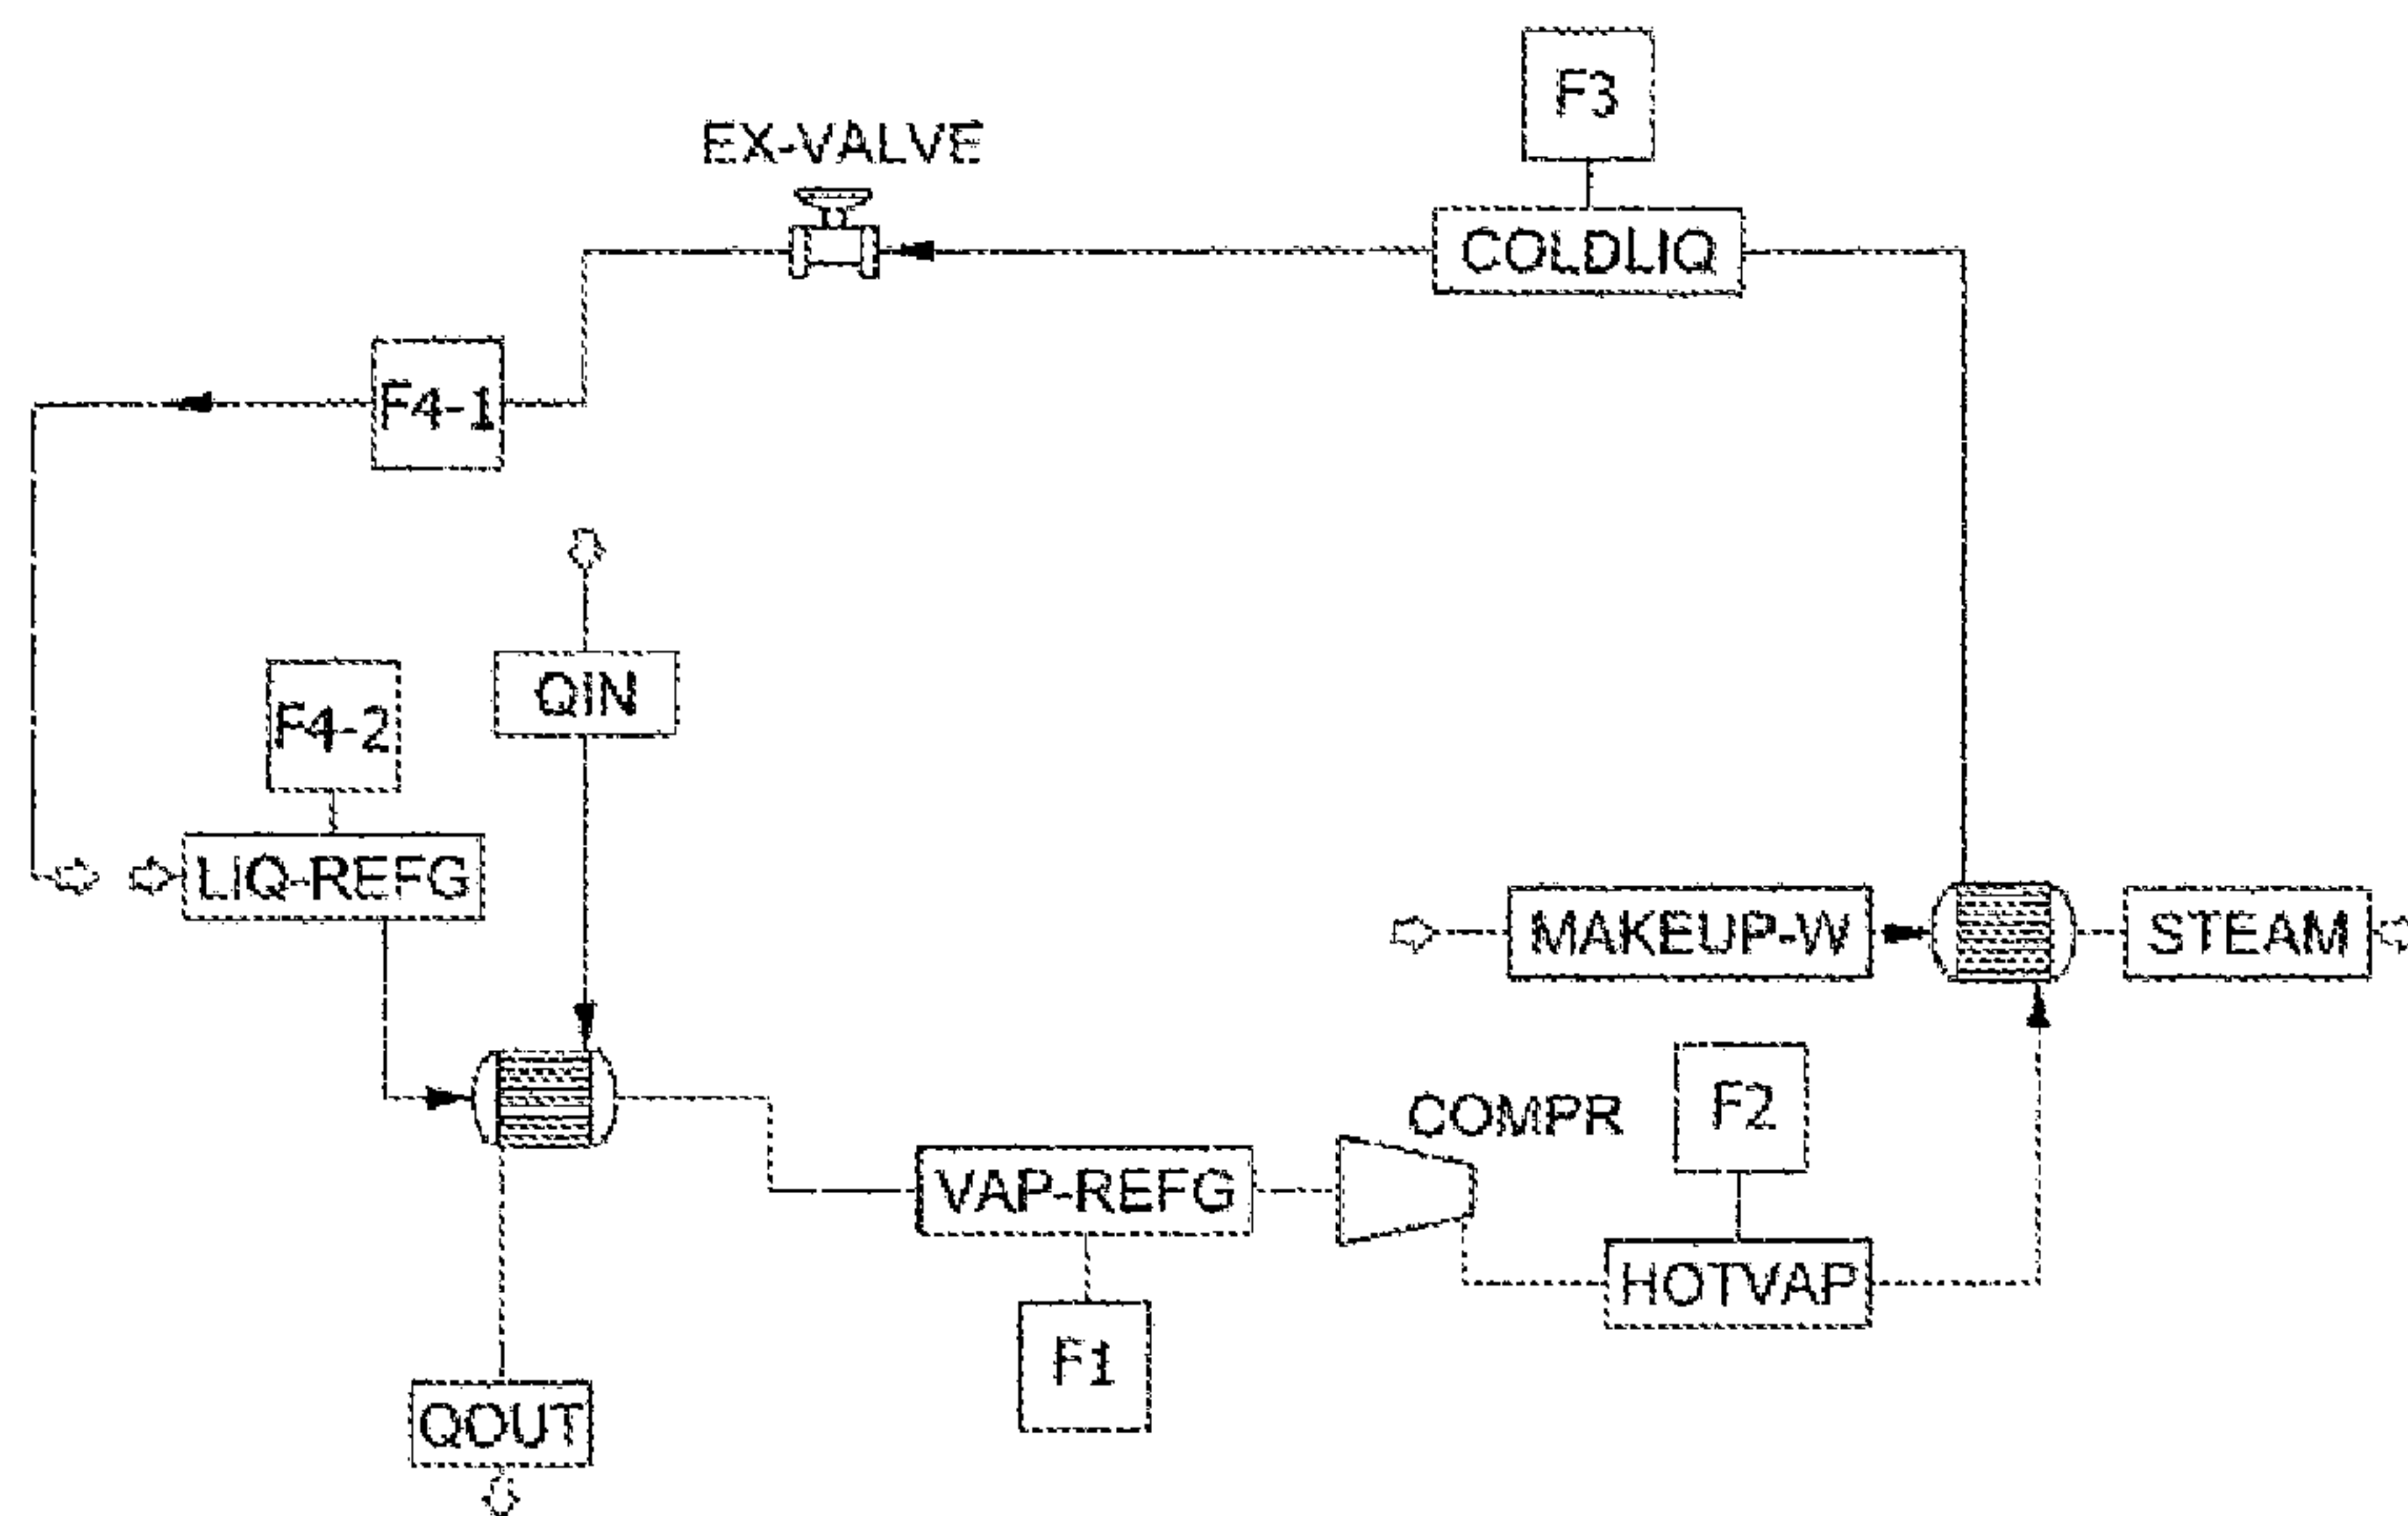 F3
EX-VALVE
COLDLIQ
F4-1
QIN
F4-2
LIQ-REFG
MAKEUP-W
STEAM
F2
COMPR
VAP-REFG
HOTVAP
F1
QOUT